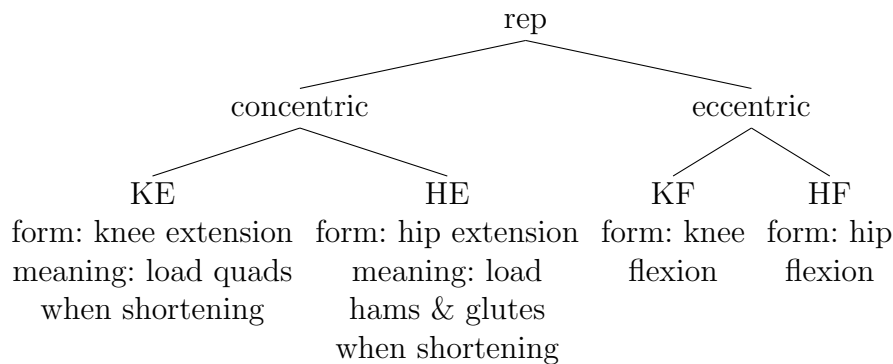 rep
concentric
eccentric
KE
form: knee extension
meaning: load quads
when shortening
HE
form: hip extension
meaning: load
hams & glutes
when shortening
KF
form: knee
flexion
HF
form: hip
flexion